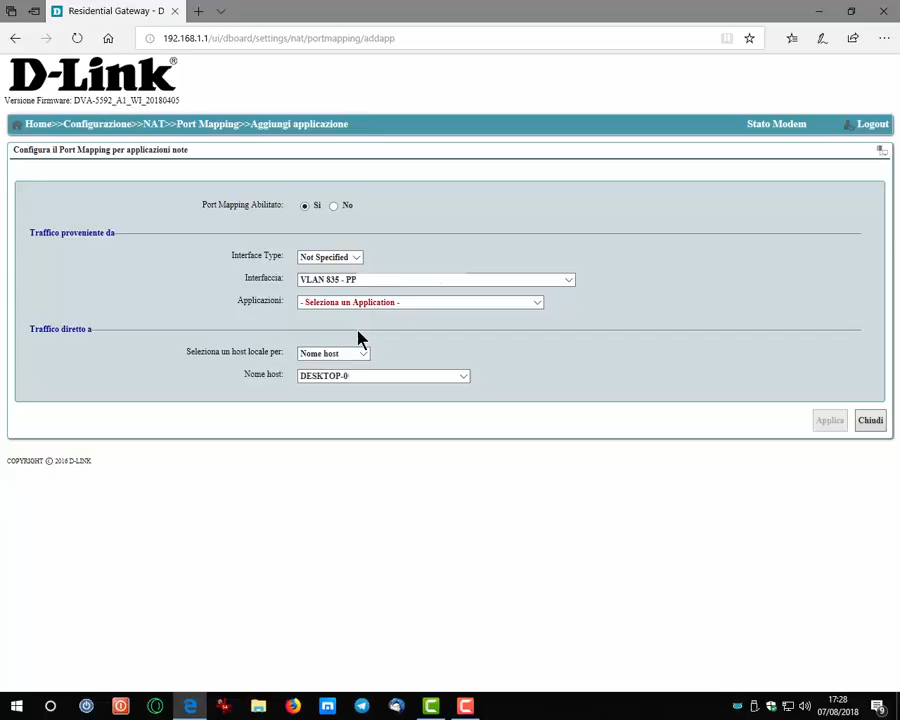 Residential Gateway - D
192.168.1.1/ui/dboard/settings/nat/portmapping/addapp
D-Link®
Versione Firmware: DVA-5592_A1_WI_20180405
Home>>Configurazione>>NAT>>Port Mapping>>Aggiungi applicazione
Stato Modem
Logout
Configura il Port Mapping per applicazioni note
Port Mapping Abilitato: Si No
Traffico proveniente da
Interface Type: Not Specified
Interfaccia: VLAN 835 - PP
Applicazioni: - Seleziona un Application -
Traffico diretto a
Seleziona un host locale per: Nome host
Nome host: DESKTOP-0
Applica
Chiudi
COPYRIGHT © 2016 D-LINK
17:28
07/08/2018